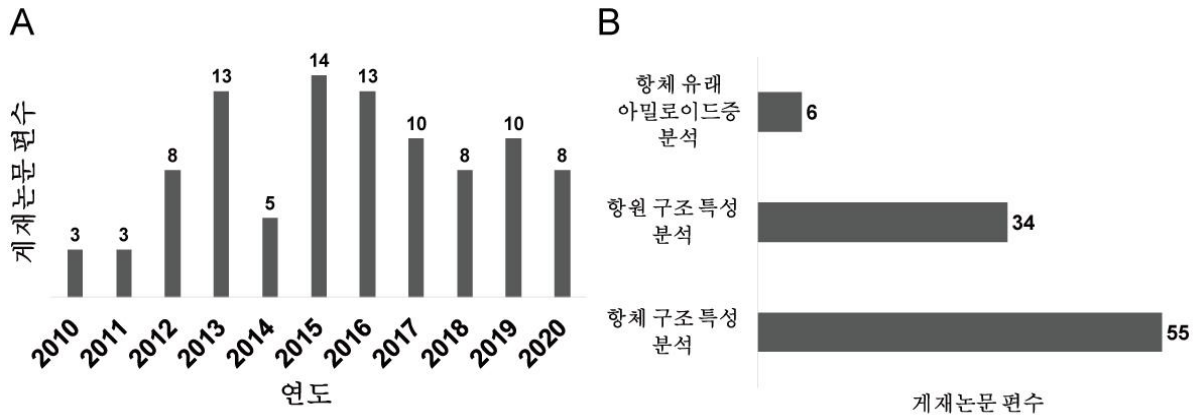 A
게재논문 편수
3
3
8
13
5
14
13
10
8
10
8
2010
2011
2012
2013
2014
2015
2016
2017
2018
2019
2020
연도
B
항체 유래
아밀로이드증
분석
6
항원 구조 특성
분석
34
항체 구조 특성
분석
55
게재논문 편수